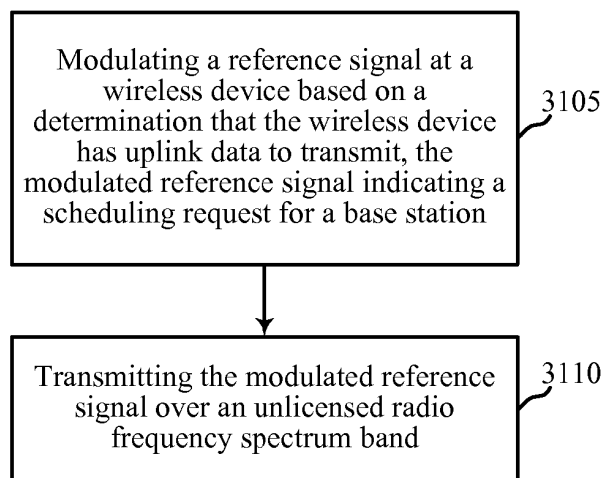 Modulating a reference signal at a
wireless device based on a
determination that the wireless device
has uplink data to transmit, the
modulated reference signal indicating a
scheduling request for a base station
3105
Transmitting the modulated reference
signal over an unlicensed radio
frequency spectrum band
3110